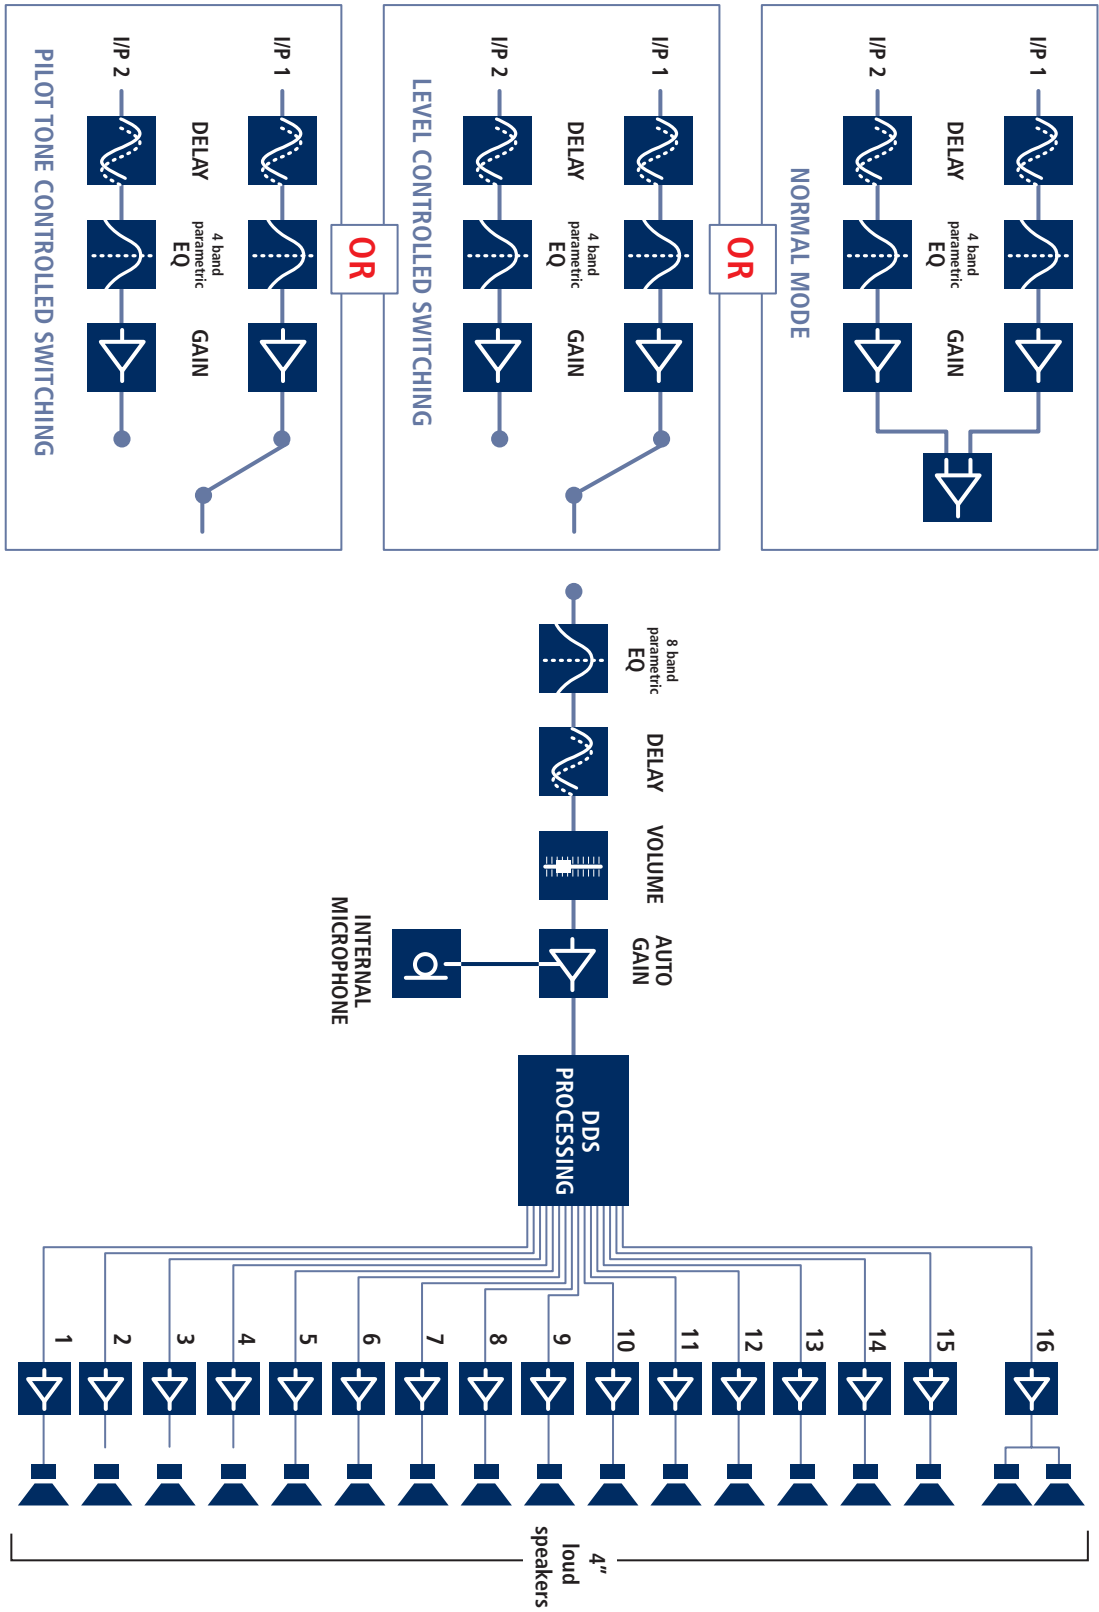 I/P 1
DELAY
4 band
parametric
EQ
GAIN
I/P 2
NORMAL MODE
OR
I/P 1
DELAY
4 band
parametric
EQ
GAIN
I/P 2
LEVEL CONTROLLED SWITCHING
OR
I/P 1
DELAY
4 band
parametric
EQ
GAIN
I/P 2
PILOT TONE CONTROLLED SWITCHING
8 band
parametric
EQ
DELAY
VOLUME
AUTO
GAIN
INTERNAL
MICROPHONE
DDS
PROCESSING
16
15
14
13
12
11
10
9
8
7
6
5
4
3
2
1
4"
loud
speakers